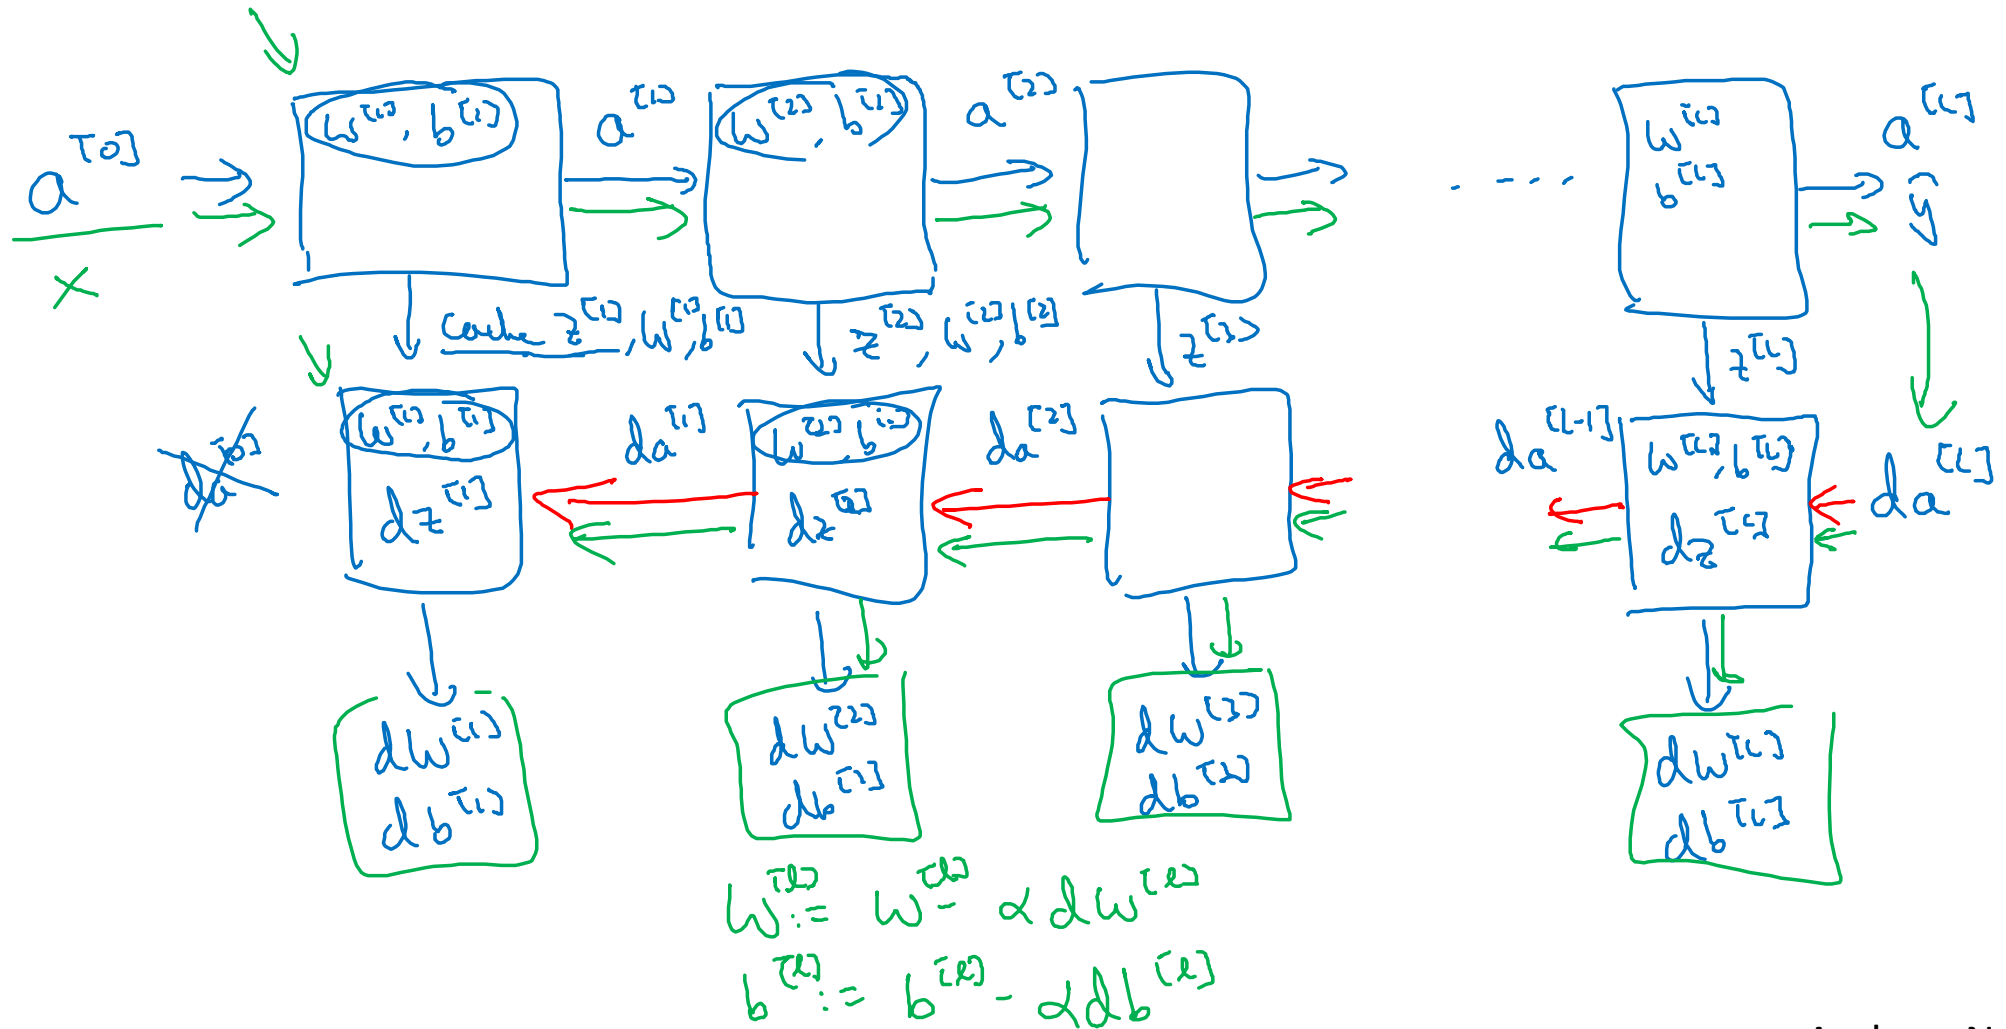 a^[0]
x
w^[1], b^[1]
a^[1]
w^[2], b^[2]
a^[2]
. . . .
w^[L]
b^[L]
a^[L]
ŷ
cache z^[1], w^[1], b^[1]
z^[2], w^[2], b^[2]
z^[3]
z^[L]
da^[0]
w^[1], b^[1]
dz^[1]
da^[1]
w^[2], b^[2]
dz^[2]
da^[2]
da^[L-1]
w^[L], b^[L]
dz^[L]
da^[L]
dw^[1]
db^[1]
dw^[2]
db^[2]
dw^[3]
db^[3]
dw^[L]
db^[L]
w^[l] := w^[l] - αdw^[l]
b^[l] := b^[l] - αdb^[l]